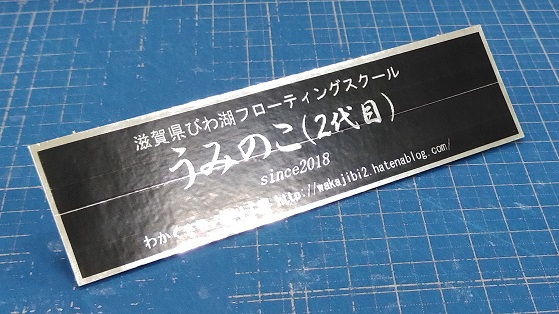 滋賀県びわ湖フローティングスクール
うみのこ(2代目)
since2018
http://wakajibi2.hatenablog.com/